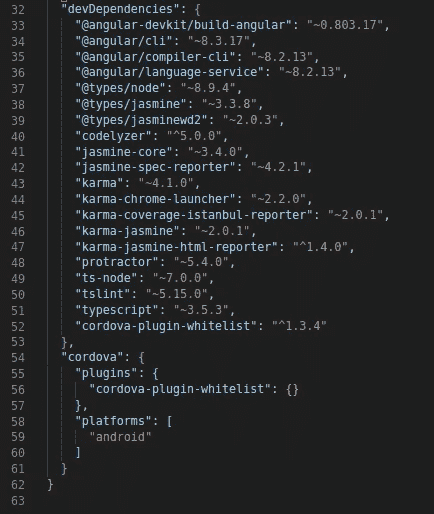 32 "devDependencies": {
33 "@angular-devkit/build-angular": "~0.803.17",
34 "@angular/cli": "~8.3.17",
35 "@angular/compiler-cli": "~8.2.13",
36 "@angular/language-service": "~8.2.13",
37 "@types/node": "~8.9.4",
38 "@types/jasmine": "~3.3.8",
39 "@types/jasminewd2": "~2.0.3",
40 "codelyzer": "^5.0.0",
41 "jasmine-core": "~3.4.0",
42 "jasmine-spec-reporter": "~4.2.1",
43 "karma": "~4.1.0",
44 "karma-chrome-launcher": "~2.2.0",
45 "karma-coverage-istanbul-reporter": "~2.0.1",
46 "karma-jasmine": "~2.0.1",
47 "karma-jasmine-html-reporter": "^1.4.0",
48 "protractor": "~5.4.0",
49 "ts-node": "~7.0.0",
50 "tslint": "~5.15.0",
51 "typescript": "~3.5.3",
52 "cordova-plugin-whitelist": "^1.3.4"
53 },
54 "cordova": {
55 "plugins": {
56 "cordova-plugin-whitelist": {}
57 },
58 "platforms": [
59 "android"
60 ]
61 }
62 }
63